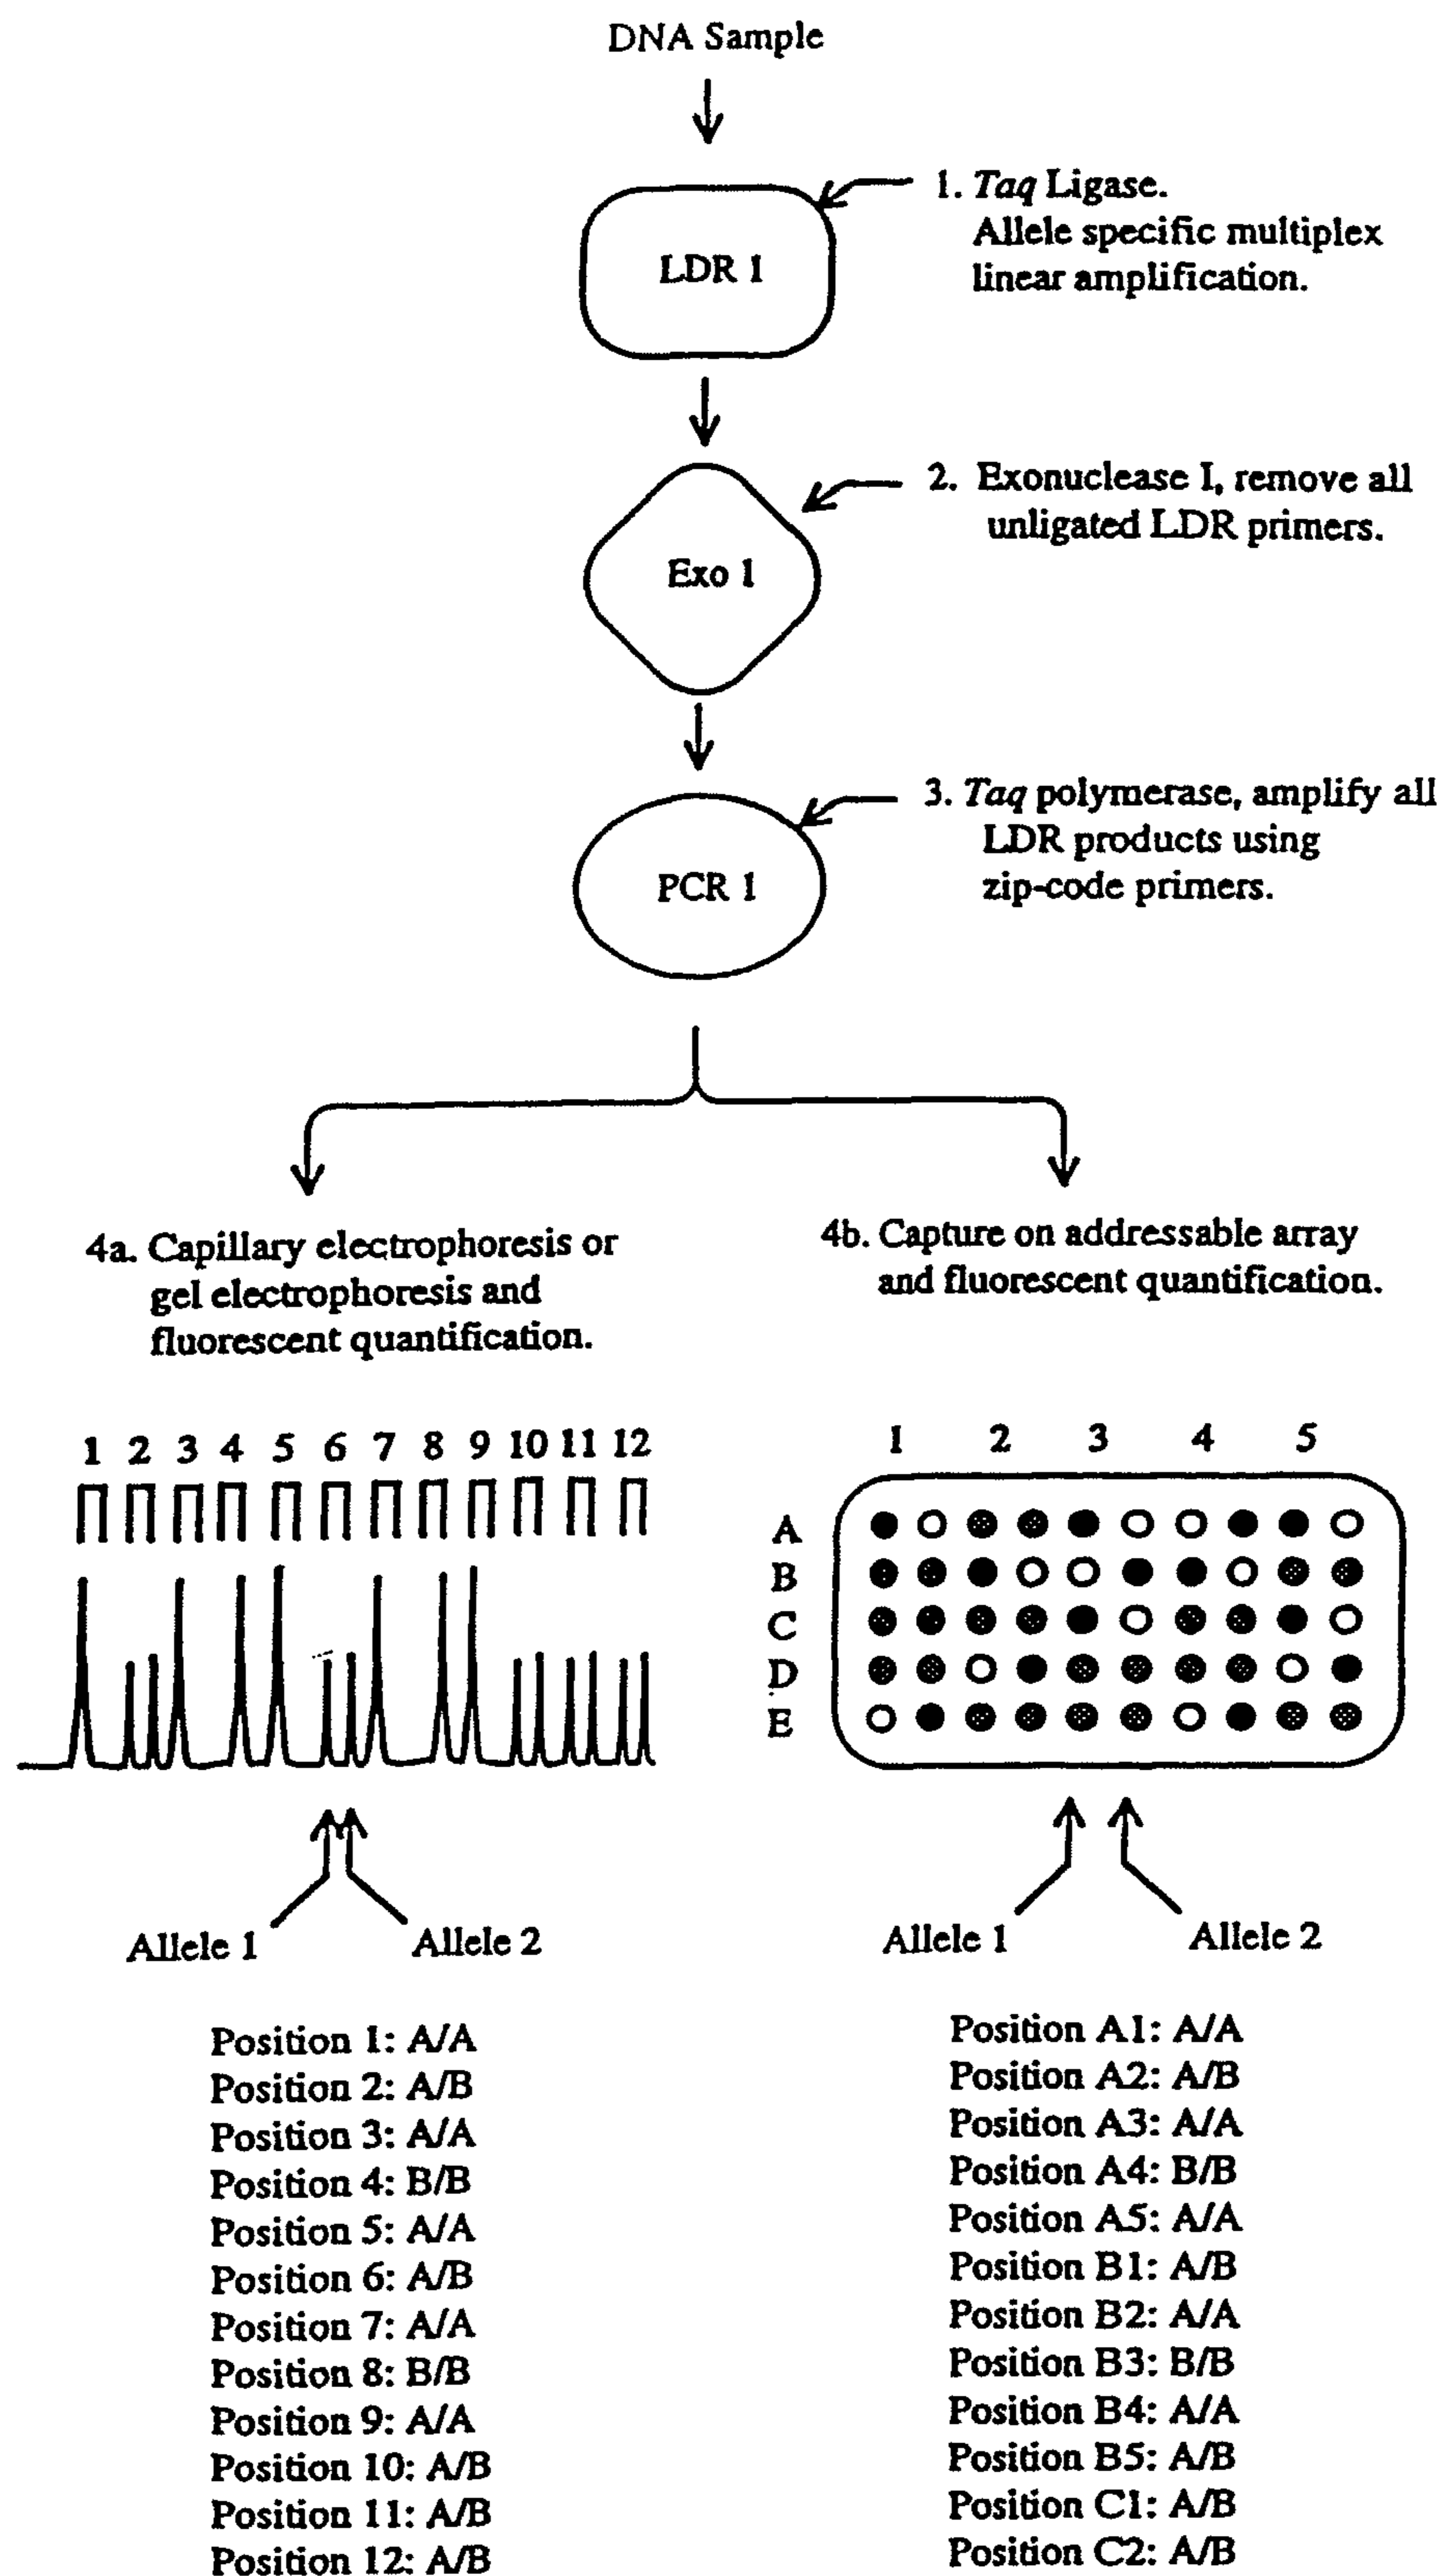 DNA Sample
LDR 1
1. Taq Ligase.
Allele specific multiplex
linear amplification.
Exo 1
2. Exonuclease I, remove all
unligated LDR primers.
PCR 1
3. Taq polymerase, amplify all
LDR products using
zip-code primers.
4a. Capillary electrophoresis or
gel electrophoresis and
fluorescent quantification.
1 2 3 4 5 6 7 8 9 10 11 12
Allele 1
Allele 2
Position 1: A/A
Position 2: A/B
Position 3: A/A
Position 4: B/B
Position 5: A/A
Position 6: A/B
Position 7: A/A
Position 8: B/B
Position 9: A/A
Position 10: A/B
Position 11: A/B
Position 12: A/B
4b. Capture on addressable array
and fluorescent quantification.
1 2 3 4 5
A
B
C
D
E
Allele 1
Allele 2
Position A1: A/A
Position A2: A/B
Position A3: A/A
Position A4: B/B
Position A5: A/A
Position B1: A/B
Position B2: A/A
Position B3: B/B
Position B4: A/A
Position B5: A/B
Position C1: A/B
Position C2: A/B